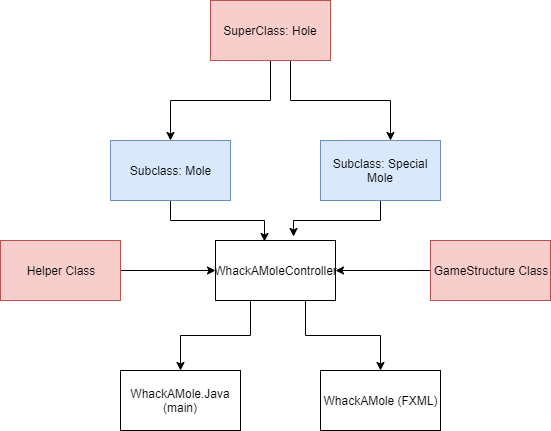 SuperClass: Hole
Subclass: Mole
Subclass: Special
Mole
Helper Class
WhackAMoleController
GameStructure Class
WhackAMole.Java
(main)
WhackAMole (FXML)